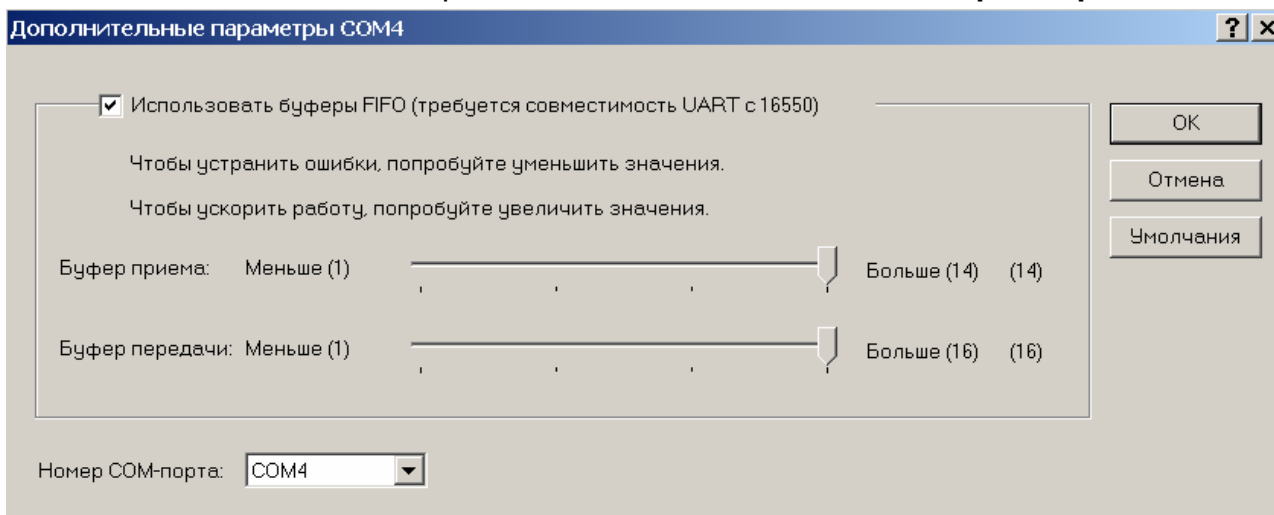 Дополнительные параметры COM4
Использовать буферы FIFO (требуется совместимость UART с 16550)
OK
Чтобы устранить ошибки, попробуйте уменьшить значения.
Отмена
Чтобы ускорить работу, попробуйте увеличить значения.
Умолчания
Буфер приема: Меньше (1) Больше (14) (14)
Буфер передачи: Меньше (1) Больше (16) (16)
Номер COM-порта: COM4